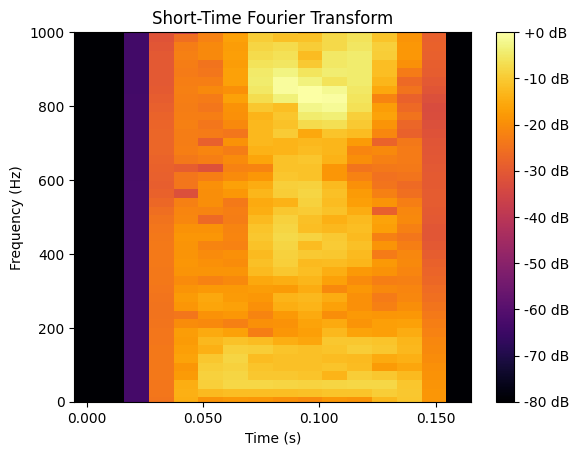 Short-Time Fourier Transform
Frequency (Hz)
1000
800
600
400
200
0
0.000
0.050
0.100
0.150
Time (s)
+0 dB
-10 dB
-20 dB
-30 dB
-40 dB
-50 dB
-60 dB
-70 dB
-80 dB